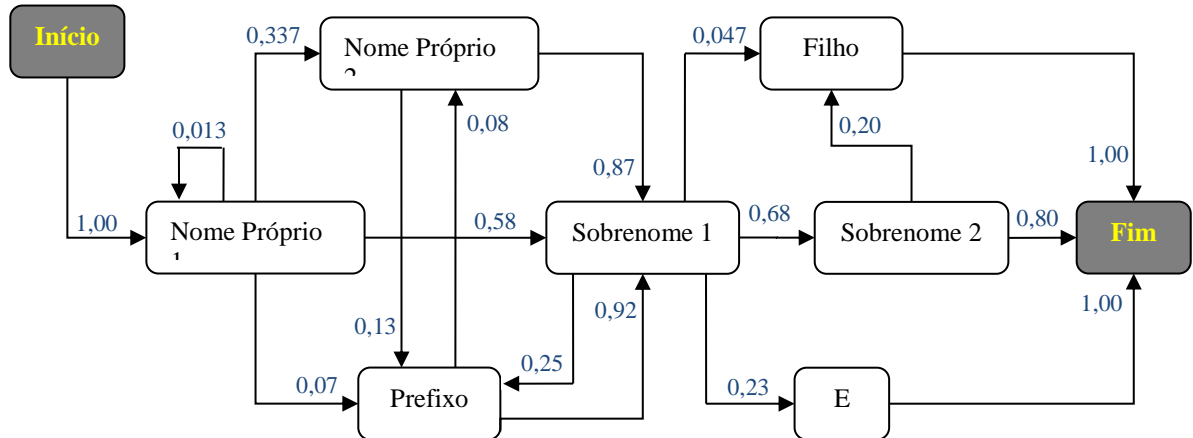 Início
0,337
Nome Próprio
0,047
Filho
0,013
0,08
0,20
1,00
0,87
1,00
Nome Próprio
0,58
Sobrenome 1
0,68
Sobrenome 2
0,80
Fim
0,13
0,92
1,00
0,25
0,07
Prefixo
0,23
E